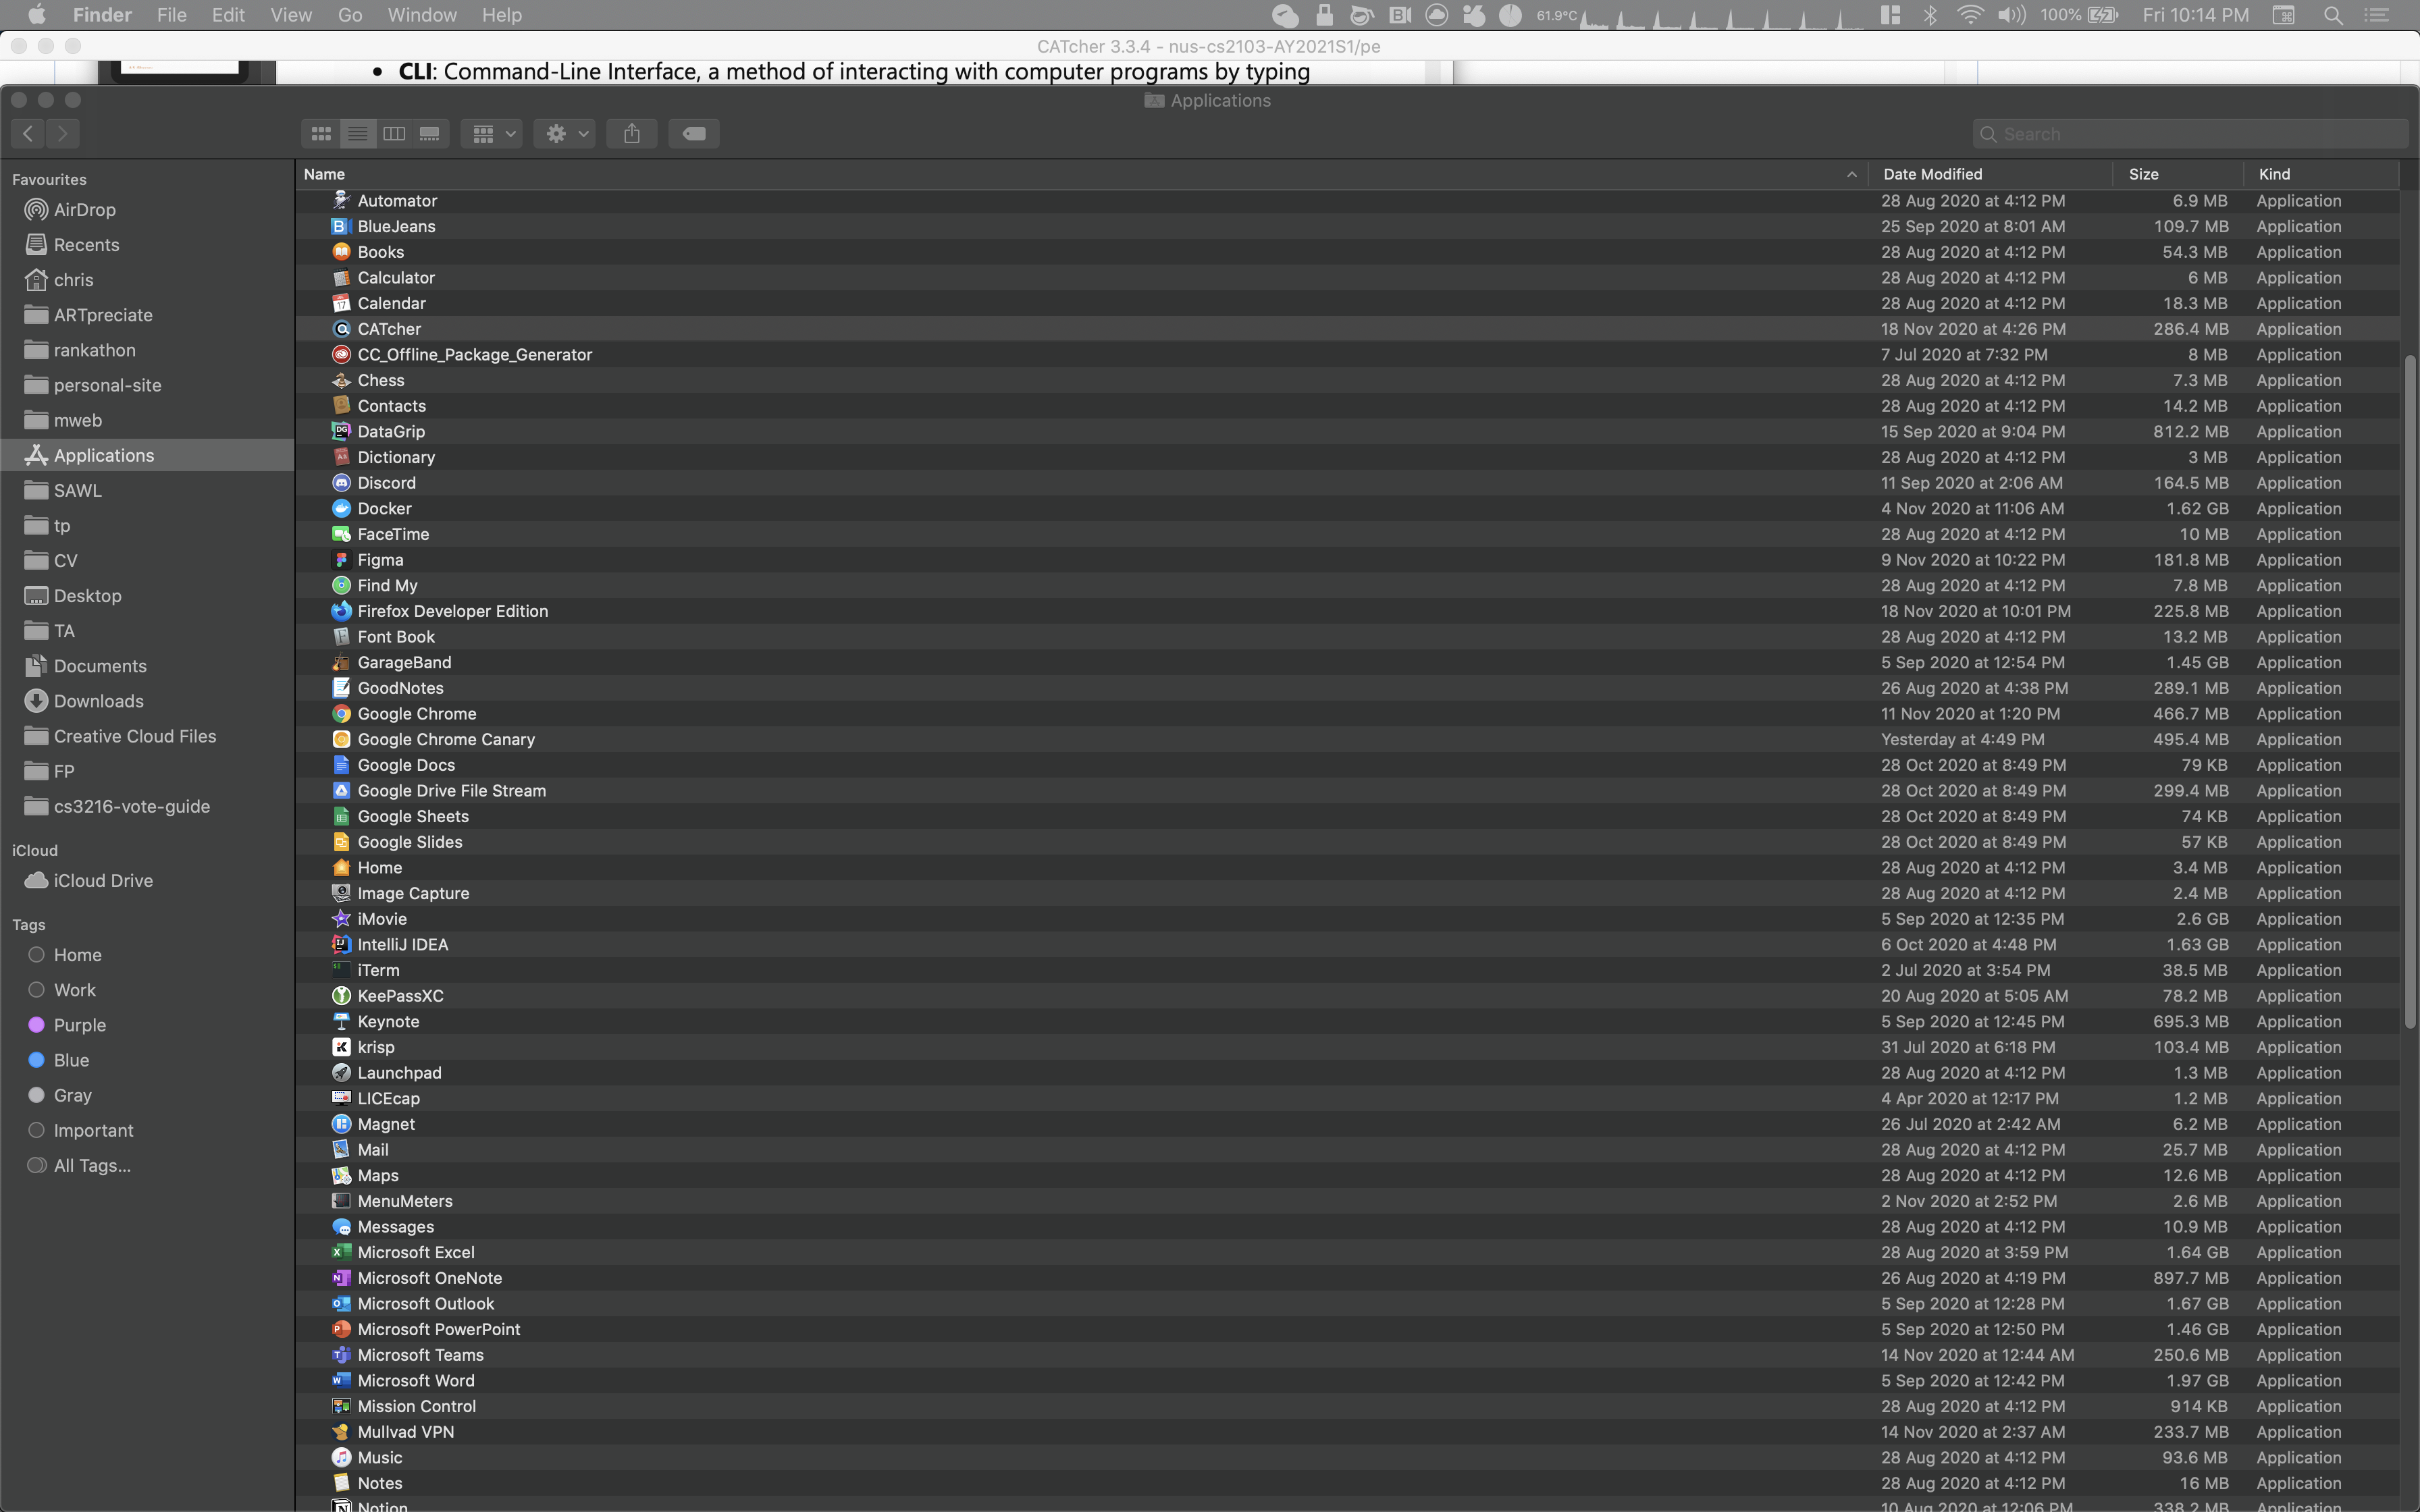 Finder File Edit View Go Window Help 61.9°C 100% Fri 10:14 PM
CATcher 3.3.4 - nus-cs2103-AY2021S1/pe
• CLI: Command-Line Interface, a method of interacting with computer programs by typing
Applications
Search
Favourites
AirDrop
Recents
chris
ARTpreciate
rankathon
personal-site
mweb
Applications
SAWL
tp
CV
Desktop
TA
Documents
Downloads
Creative Cloud Files
FP
cs3216-vote-guide
iCloud
iCloud Drive
Tags
Home
Work
Purple
Blue
Gray
Important
All Tags...
Name Date Modified Size Kind
Automator 28 Aug 2020 at 4:12 PM 6.9 MB Application
BlueJeans 25 Sep 2020 at 8:01 AM 109.7 MB Application
Books 28 Aug 2020 at 4:12 PM 54.3 MB Application
Calculator 28 Aug 2020 at 4:12 PM 6 MB Application
Calendar 28 Aug 2020 at 4:12 PM 18.3 MB Application
CATcher 18 Nov 2020 at 4:26 PM 286.4 MB Application
CC_Offline_Package_Generator 7 Jul 2020 at 7:32 PM 8 MB Application
Chess 28 Aug 2020 at 4:12 PM 7.3 MB Application
Contacts 28 Aug 2020 at 4:12 PM 14.2 MB Application
DataGrip 15 Sep 2020 at 9:04 PM 812.2 MB Application
Dictionary 28 Aug 2020 at 4:12 PM 3 MB Application
Discord 11 Sep 2020 at 2:06 AM 164.5 MB Application
Docker 4 Nov 2020 at 11:06 AM 1.62 GB Application
FaceTime 28 Aug 2020 at 4:12 PM 10 MB Application
Figma 9 Nov 2020 at 10:22 PM 181.8 MB Application
Find My 28 Aug 2020 at 4:12 PM 7.8 MB Application
Firefox Developer Edition 18 Nov 2020 at 10:01 PM 225.8 MB Application
Font Book 28 Aug 2020 at 4:12 PM 13.2 MB Application
GarageBand 5 Sep 2020 at 12:54 PM 1.45 GB Application
GoodNotes 26 Aug 2020 at 4:38 PM 289.1 MB Application
Google Chrome 11 Nov 2020 at 1:20 PM 466.7 MB Application
Google Chrome Canary Yesterday at 4:49 PM 495.4 MB Application
Google Docs 28 Oct 2020 at 8:49 PM 79 KB Application
Google Drive File Stream 28 Oct 2020 at 8:49 PM 299.4 MB Application
Google Sheets 28 Oct 2020 at 8:49 PM 74 KB Application
Google Slides 28 Oct 2020 at 8:49 PM 57 KB Application
Home 28 Aug 2020 at 4:12 PM 3.4 MB Application
Image Capture 28 Aug 2020 at 4:12 PM 2.4 MB Application
iMovie 5 Sep 2020 at 12:35 PM 2.6 GB Application
IntelliJ IDEA 6 Oct 2020 at 4:48 PM 1.63 GB Application
iTerm 2 Jul 2020 at 3:54 PM 38.5 MB Application
KeePassXC 20 Aug 2020 at 5:05 AM 78.2 MB Application
Keynote 5 Sep 2020 at 12:45 PM 695.3 MB Application
krisp 31 Jul 2020 at 6:18 PM 103.4 MB Application
Launchpad 28 Aug 2020 at 4:12 PM 1.3 MB Application
LICEcap 4 Apr 2020 at 12:17 PM 1.2 MB Application
Magnet 26 Jul 2020 at 2:42 AM 6.2 MB Application
Mail 28 Aug 2020 at 4:12 PM 25.7 MB Application
Maps 28 Aug 2020 at 4:12 PM 12.6 MB Application
MenuMeters 2 Nov 2020 at 2:52 PM 2.6 MB Application
Messages 28 Aug 2020 at 4:12 PM 10.9 MB Application
Microsoft Excel 28 Aug 2020 at 3:59 PM 1.64 GB Application
Microsoft OneNote 26 Aug 2020 at 4:19 PM 897.7 MB Application
Microsoft Outlook 5 Sep 2020 at 12:28 PM 1.67 GB Application
Microsoft PowerPoint 5 Sep 2020 at 12:50 PM 1.46 GB Application
Microsoft Teams 14 Nov 2020 at 12:44 AM 250.6 MB Application
Microsoft Word 5 Sep 2020 at 12:42 PM 1.97 GB Application
Mission Control 28 Aug 2020 at 4:12 PM 914 KB Application
Mullvad VPN 14 Nov 2020 at 2:37 AM 233.7 MB Application
Music 28 Aug 2020 at 4:12 PM 93.6 MB Application
Notes 28 Aug 2020 at 4:12 PM 16 MB Application
Notion 10 Aug 2020 at 12:06 PM 338.2 MB Application